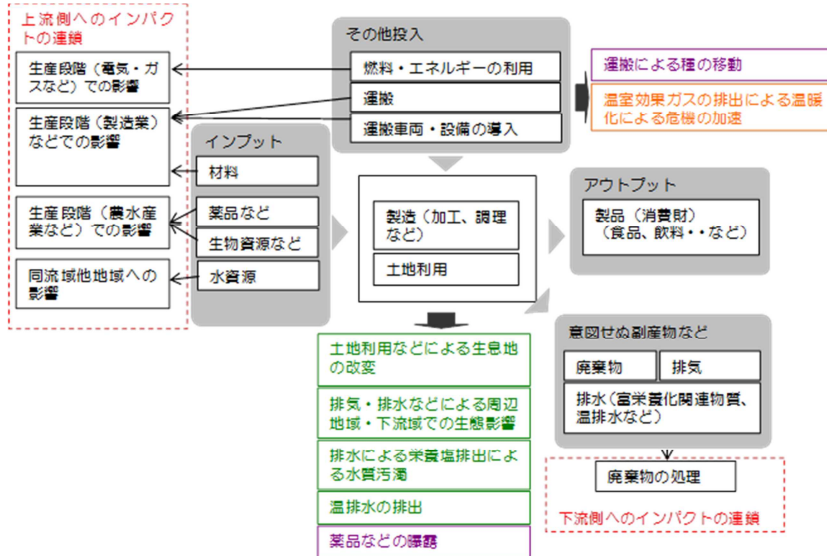 上流側へのインパク
トの連鎖
生産段階（電気・ガ
スなど）での影響
生産段階（製造業）
などでの影響
生産段階（農水産
業など）での影響
同流域他地域への
影響
インプット
材料
薬品など
生物資源など
水資源
その他投入
燃料・エネルギーの利用
運搬
運搬車両・設備の導入
運搬による種の移動
温室効果ガスの排出による温暖
化による危機の加速
製造（加工、調理
など）
土地利用
アウトプット
製品（消費財）
（食品、飲料・・など）
土地利用などによる生息地
の改変
排気・排水などによる周辺
地域・下流域での生態影響
排水による栄養塩排出によ
る水質汚濁
温排水の排出
薬品などの曝露
意図せぬ副産物など
廃棄物
排気
排水（富栄養化関連物質、
温排水など）
廃棄物の処理
下流側へのインパクトの連鎖